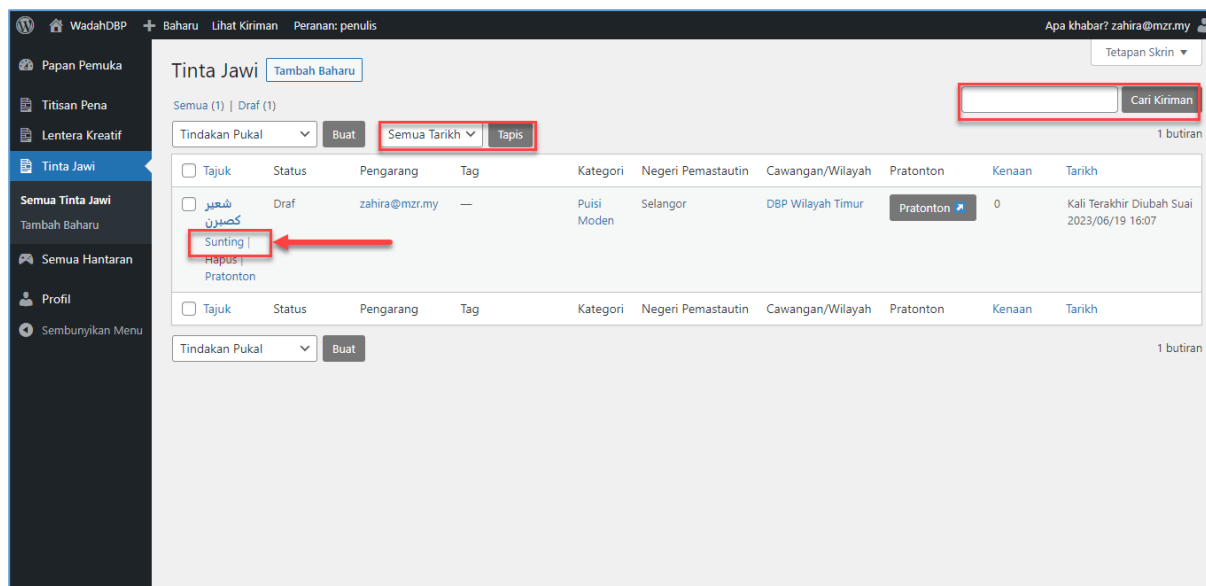 WadahDBP + Baharu Lihat Kiriman Peranan: penulis Apa khabar? zahira@mzr.my
Tetapan Skrin ▼
Papan Pemuka
Titisan Pena
Lentera Kreatif
Tinta Jawi
Semua Tinta Jawi
Tambah Baharu
Semua Hantaran
Profil
Sembunyikan Menu
Tinta Jawi Tambah Baharu
Semua (1) | Draf (1)
Cari Kiriman
Tindakan Pukal Buat Semua Tarikh Tapis 1 butiran
Tajuk Status Pengarang Tag Kategori Negeri Pemastautin Cawangan/Wilayah Pratonton Kenaan Tarikh
شعير Draf zahira@mzr.my — Puisi Selangor DBP Wilayah Timur Pratonton 0 Kali Terakhir Diubah Suai
كصبرن Moden 2023/06/19 16:07
Sunting |
Hapus |
Pratonton
Tajuk Status Pengarang Tag Kategori Negeri Pemastautin Cawangan/Wilayah Pratonton Kenaan Tarikh
Tindakan Pukal Buat 1 butiran